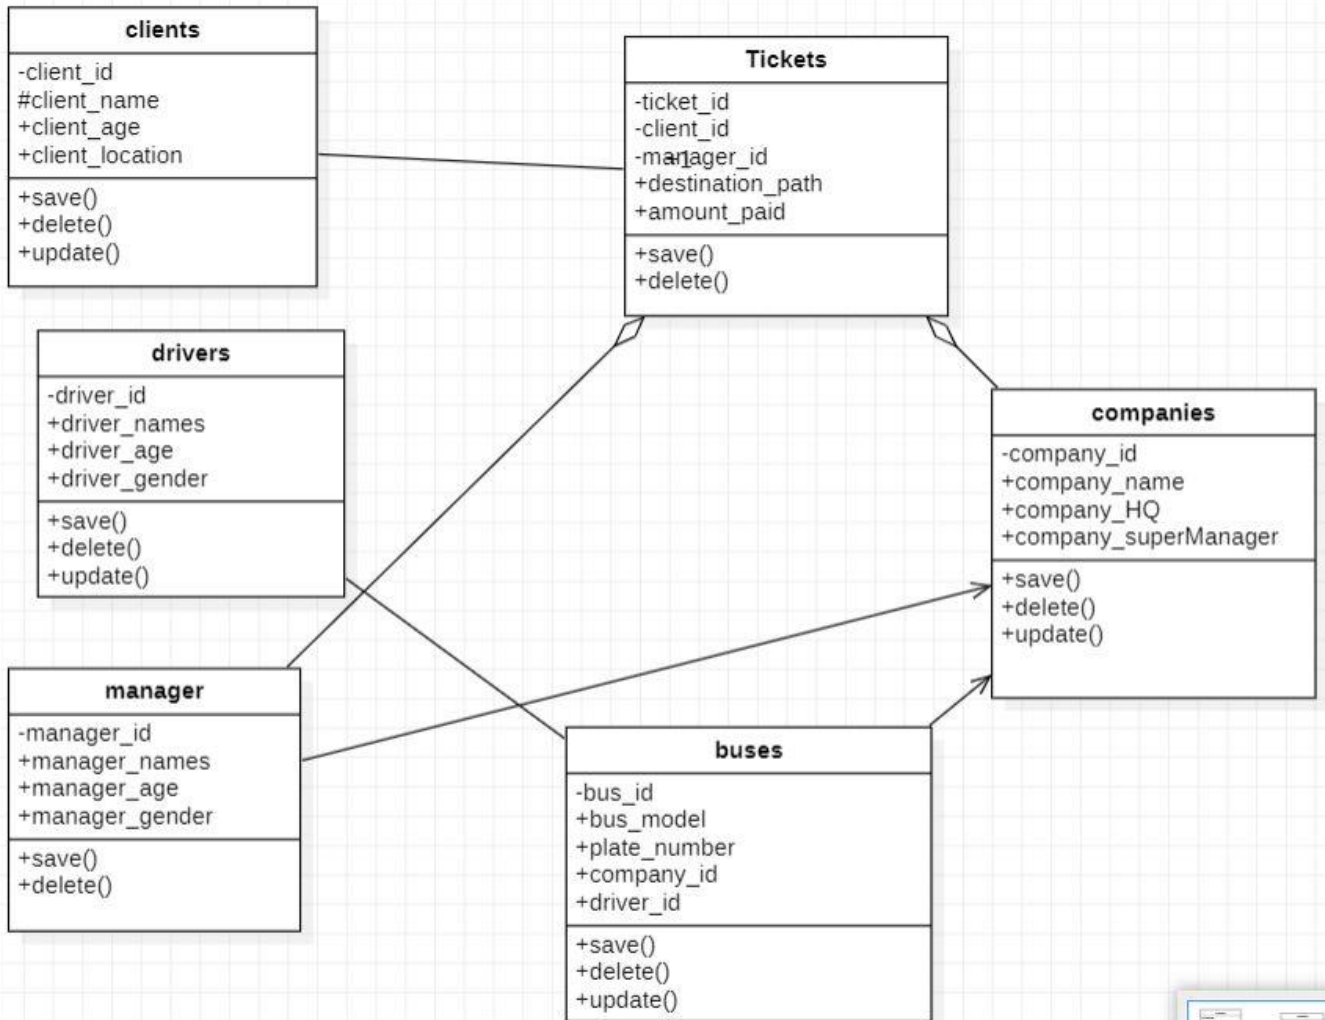 clients
-client_id
#client_name
+client_age
+client_location
+save()
+delete()
+update()
Tickets
-ticket_id
-client_id
-manager_id
+1
+destination_path
+amount_paid
+save()
+delete()
drivers
-driver_id
+driver_names
+driver_age
+driver_gender
+save()
+delete()
+update()
companies
-company_id
+company_name
+company_HQ
+company_superManager
+save()
+delete()
+update()
manager
-manager_id
+manager_names
+manager_age
+manager_gender
+save()
+delete()
buses
-bus_id
+bus_model
+plate_number
+company_id
+driver_id
+save()
+delete()
+update()